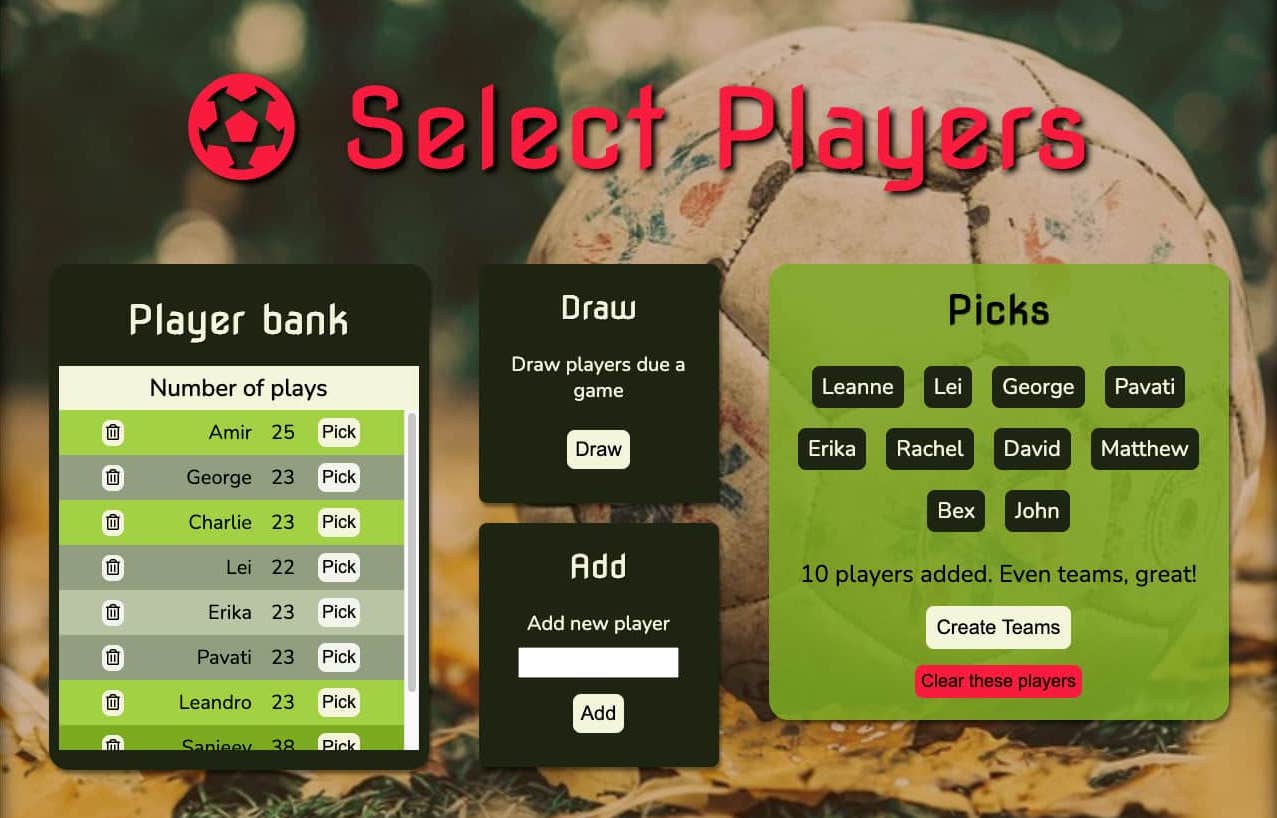 Select Players
Player bank
Number of plays
Amir 25 Pick
George 23 Pick
Charlie 23 Pick
Lei 22 Pick
Erika 23 Pick
Pavati 23 Pick
Leandro 23 Pick
Sanjeev 38 Pick
Draw
Draw players due a
game
Draw
Add
Add new player
Add
Picks
Leanne Lei George Pavati
Erika Rachel David Matthew
Bex John
10 players added. Even teams, great!
Create Teams
Clear these players